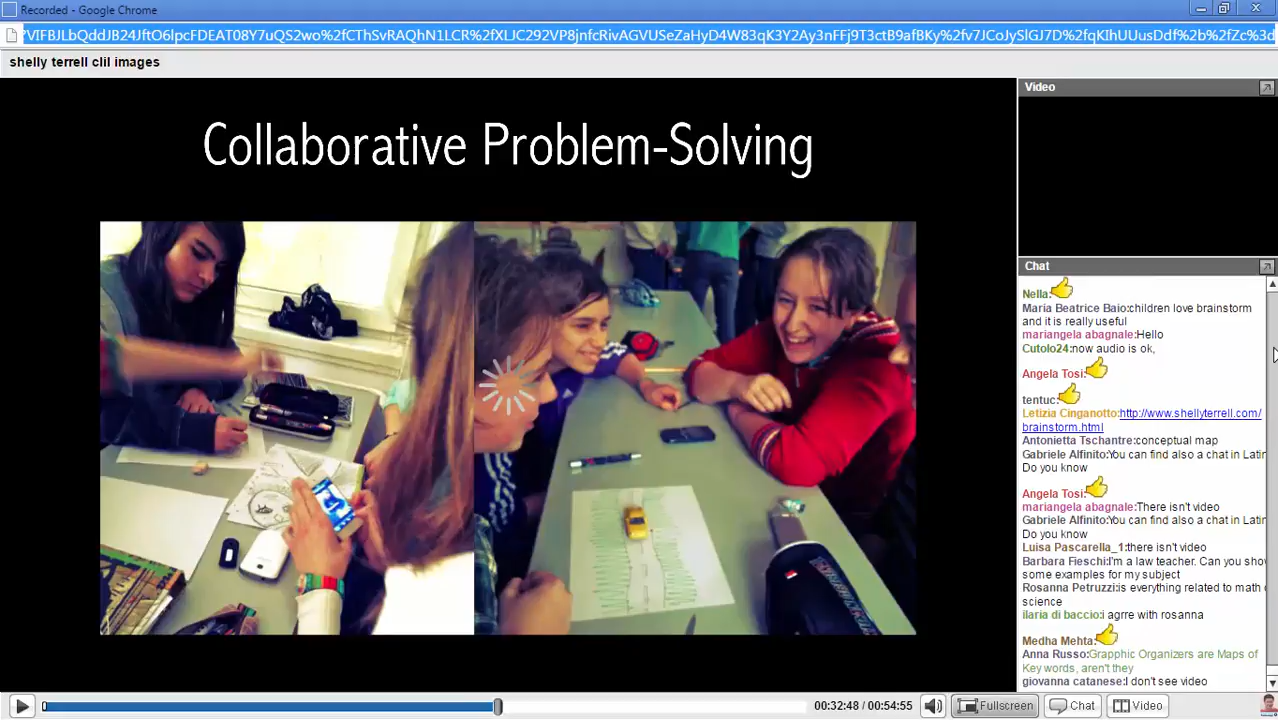 Recorded - Google Chrome
?VIFBJLbQddJB24JftO6lpcFDEAT08Y7uQS2wo%2fCThSvRAQhN1LCR%2fXLJC292VP8jnfcRivAGVUSeZaHyD4W83qK3Y2Ay3nFFj9T3ctB9afBKy%2fv7JCoJySlGJ7D%2fqKIhUUusDdf%2b%2fZc%3d
shelly terrell clil images
Video
Collaborative Problem-Solving
Chat
Nella:
Maria Beatrice Baio:children love brainstorm
and it is really useful
mariangela abagnale:Hello
Cutolo24:now audio is ok,
Angela Tosi:
tentuc:
Letizia Cinganotto:http://www.shellyterrell.com/
brainstorm.html
Antonietta Tschantre:conceptual map
Gabriele Alfinito:You can find also a chat in Latin
Do you know
Angela Tosi:
mariangela abagnale:There isn't video
Gabriele Alfinito:You can find also a chat in Latin
Do you know
Luisa Pascarella_1:there isn't video
Barbara Fieschi:I'm a law teacher. Can you show
some examples for my subject
Rosanna Petruzzi:is everything related to math o
science
ilaria di baccio:i agrre with rosanna
Medha Mehta:
Anna Russo:Grapphic Organizers are Maps of
Key words, aren't they
giovanna catanese:I don't see video
00:32:48 / 00:54:55
Fullscreen
Chat
Video